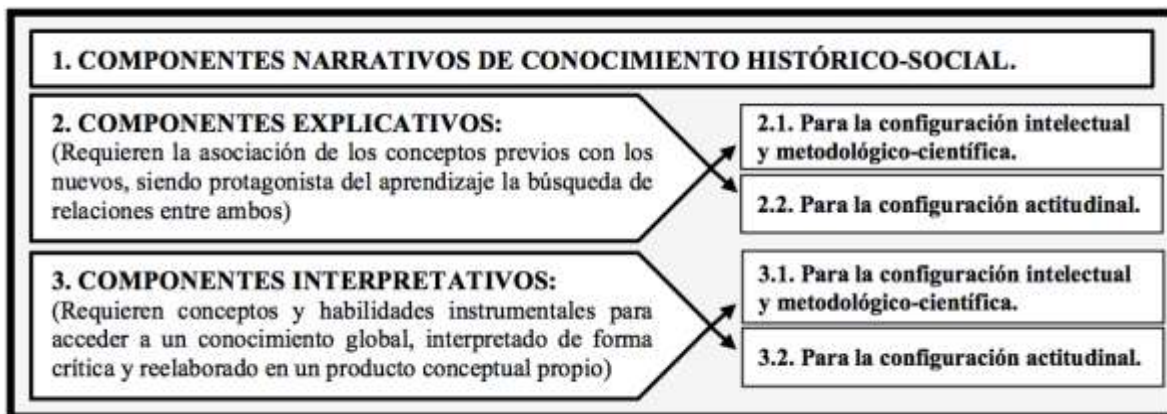 1. COMPONENTES NARRATIVOS DE CONOCIMIENTO HISTÓRICO-SOCIAL.
2. COMPONENTES EXPLICATIVOS:
(Requieren la asociación de los conceptos previos con los
nuevos, siendo protagonista del aprendizaje la búsqueda de
relaciones entre ambos)
2.1. Para la configuración intelectual
y metodológico-científica.
2.2. Para la configuración actitudinal.
3. COMPONENTES INTERPRETATIVOS:
(Requieren conceptos y habilidades instrumentales para
acceder a un conocimiento global, interpretado de forma
crítica y reelaborado en un producto conceptual propio)
3.1. Para la configuración intelectual
y metodológico-científica.
3.2. Para la configuración actitudinal.